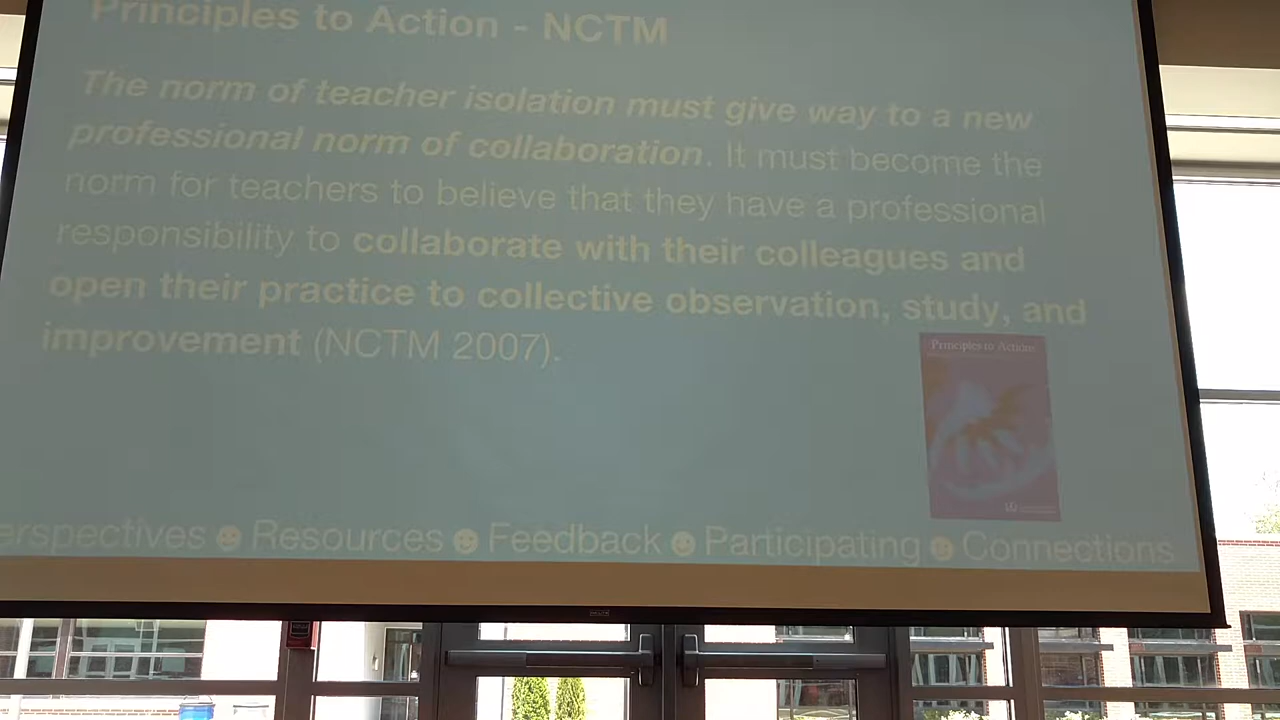 Principles to Action - NCTM
The norm of teacher isolation must give way to a new
professional norm of collaboration. It must become the
norm for teachers to believe that they have a professional
responsibility to collaborate with their colleagues and
open their practice to collective observation, study, and
improvement (NCTM 2007).
Principles to Actions
erspectives Resources Feedback Participating Connections